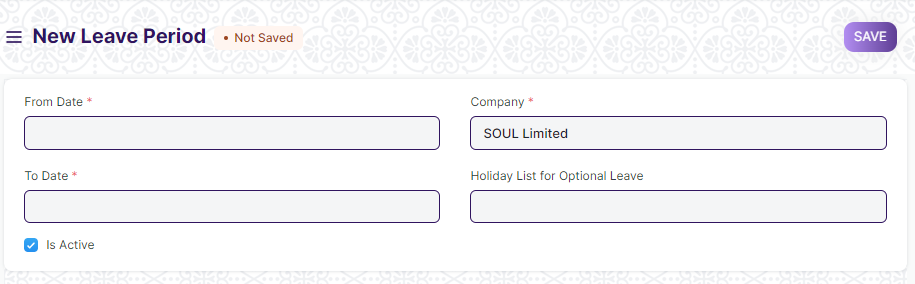 New Leave Period • Not Saved SAVE
From Date * Company *
SOUL Limited
To Date * Holiday List for Optional Leave
Is Active